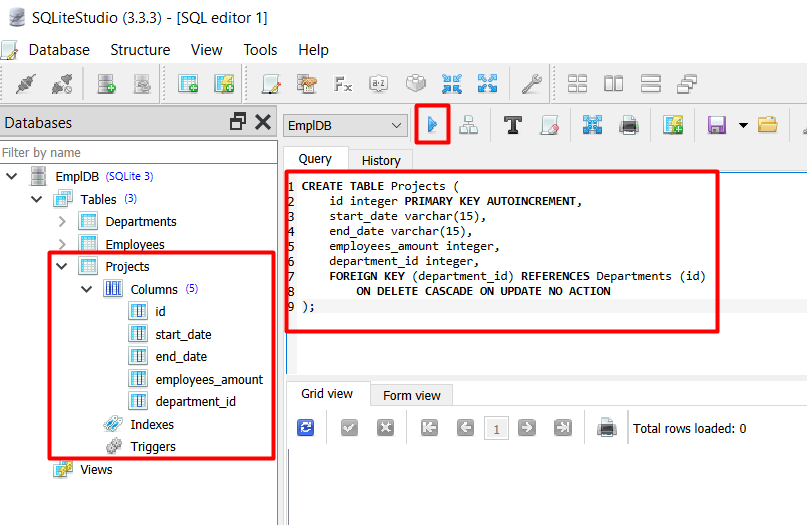 SQLiteStudio (3.3.3) - [SQL editor 1]
Database Structure View Tools Help
Databases
Filter by name
EmplDB (SQLite 3)
Tables (3)
Departments
Employees
Projects
Columns (5)
id
start_date
end_date
employees_amount
department_id
Indexes
Triggers
Views
EmplDB
Query History
1 CREATE TABLE Projects (
2 id integer PRIMARY KEY AUTOINCREMENT,
3 start_date varchar(15),
4 end_date varchar(15),
5 employees_amount integer,
6 department_id integer,
7 FOREIGN KEY (department_id) REFERENCES Departments (id)
8 ON DELETE CASCADE ON UPDATE NO ACTION
9 );
Grid view Form view
1 Total rows loaded: 0